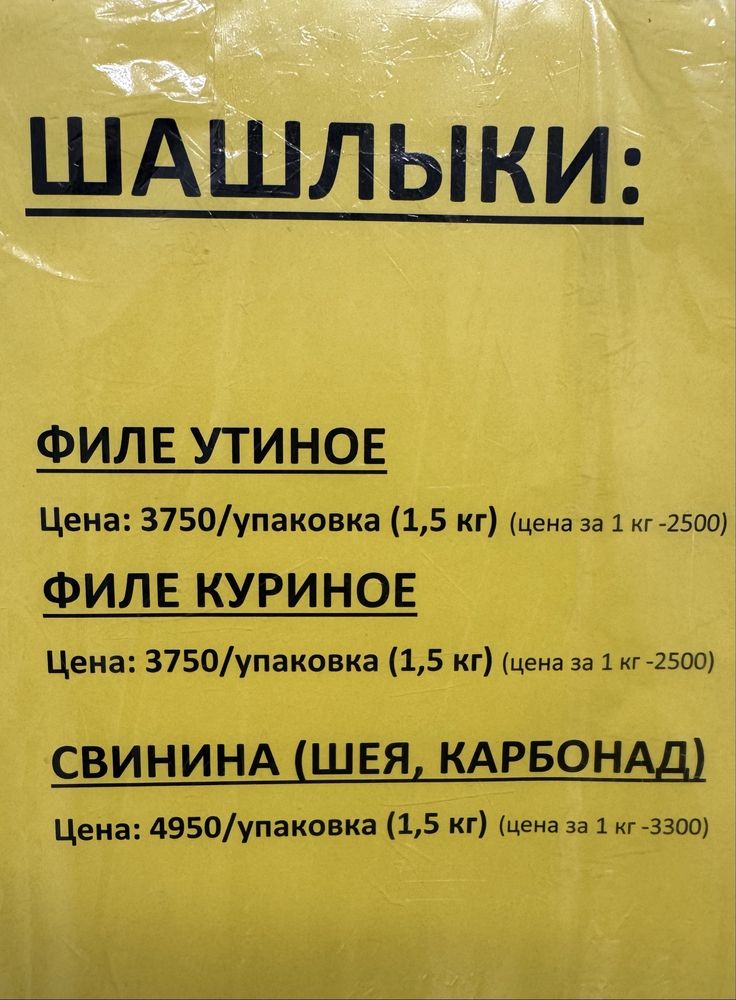 ШАШЛЫКИ:
ФИЛЕ УТИНОЕ
Цена: 3750/упаковка (1,5 кг) (цена за 1 кг -2500)
ФИЛЕ КУРИНОЕ
Цена: 3750/упаковка (1,5 кг) (цена за 1 кг -2500)
СВИНИНА (ШЕЯ, КАРБОНАД)
Цена: 4950/упаковка (1,5 кг) (цена за 1 кг -3300)